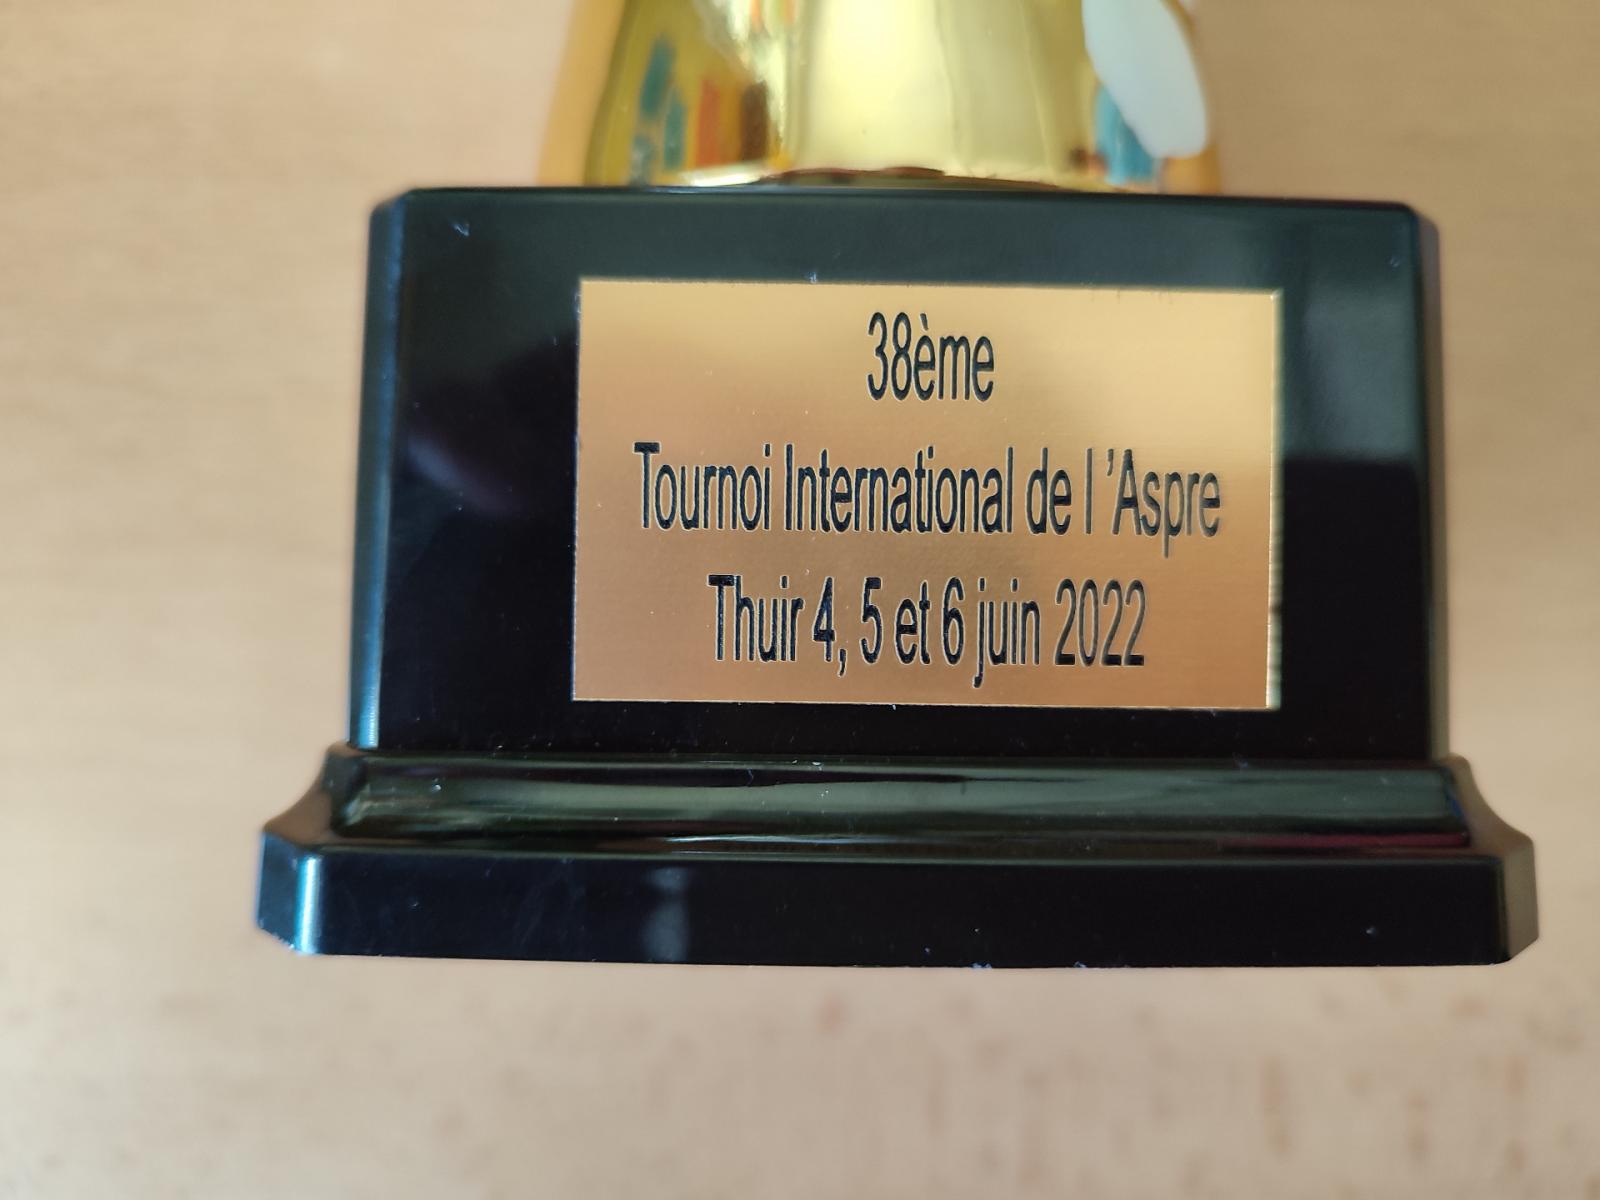 38ème
Tournoi International de l 'Aspre
Thuir 4, 5 et 6 juin 2022